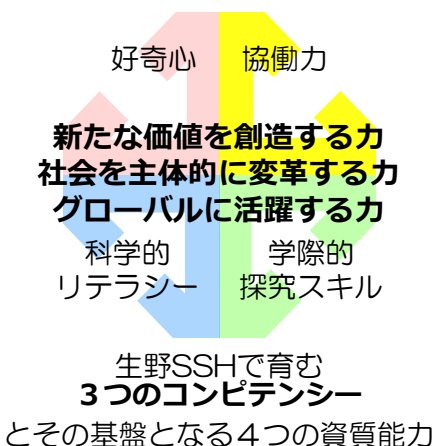 好奇心 協働力
新たな価値を創造する力
社会を主体的に変革する力
グローバルに活躍する力
科学的 学際的
リテラシー 探究スキル
生野SSHで育む
３つのコンピテンシー
とその基盤となる４つの資質能力